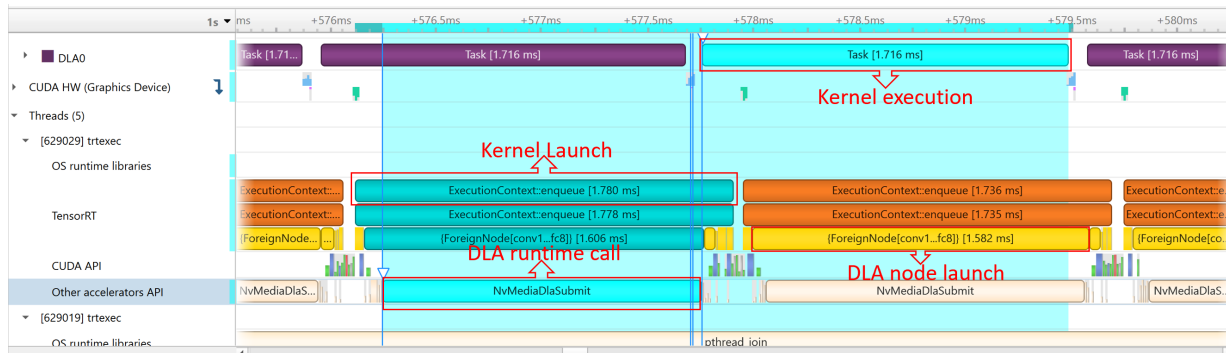 1s ms +576ms +576.5ms +577ms +577.5ms +578ms +578.5ms +579ms +579.5ms +580ms
DLA0 Task [1.71... Task [1.716 ms] Task [1.716 ms] Task [1.716 ms]
CUDA HW (Graphics Device)
Kernel execution
Threads (5)
[629029] trtexec
Kernel Launch
OS runtime libraries
ExecutionContext::... ExecutionContext::enqueue [1.780 ms] ExecutionContext::enqueue [1.736 ms] ExecutionContext::e
TensorRT ExecutionContext::... ExecutionContext::enqueue [1.778 ms] ExecutionContext::enqueue [1.735 ms] ExecutionContext::e
{ForeignNode... ... {ForeignNode[conv1...fc8]} [1.606 ms] {ForeignNode[conv1...fc8]} [1.582 ms] {ForeignNode[co...
DLA runtime call
CUDA API
DLA node launch
Other accelerators API NvMediaDlaS... NvMediaDlaSubmit NvMediaDlaSubmit NvMediaDlaS...
[629019] trtexec
OS runtime libraries pthread_join